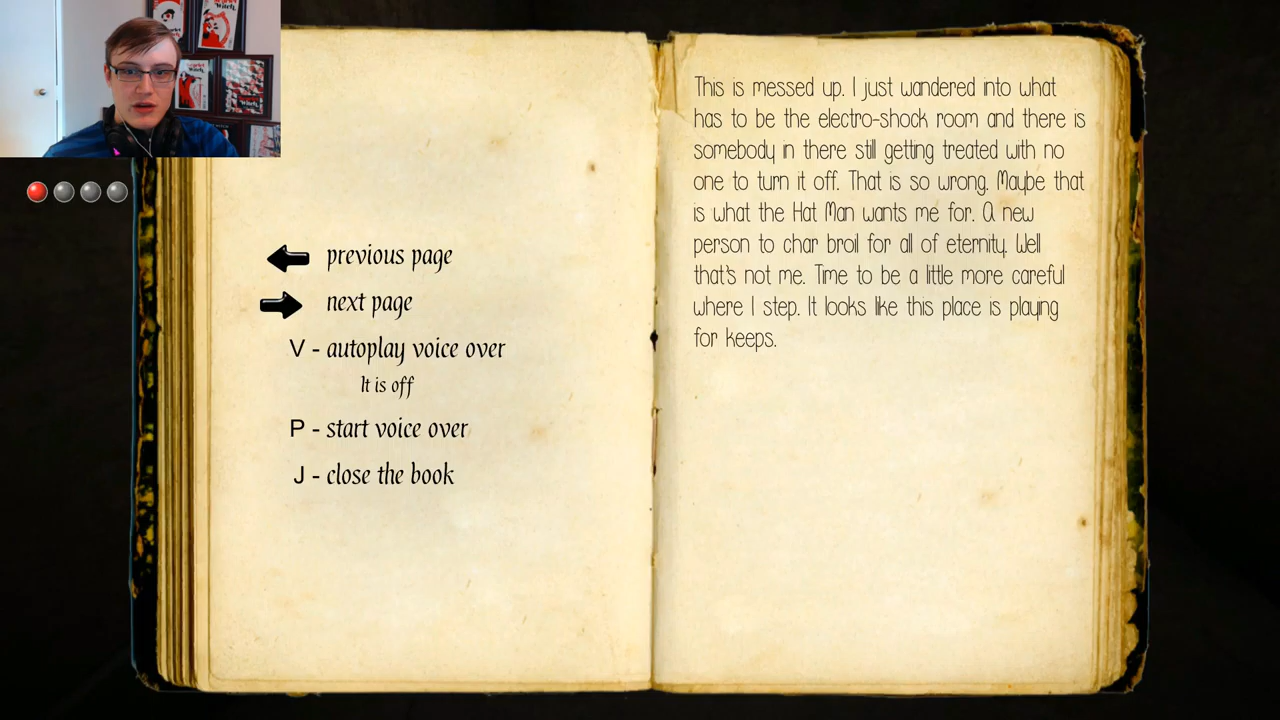 previous page
next page
V - autoplay voice over
It is off
P - start voice over
J - close the book
This is messed up. I just wandered into what
has to be the electro-shock room and there is
somebody in there still getting treated with no
one to turn it off. That is so wrong. Maybe that
is what the Hat Man wants me for. A new
person to char broil for all of eternity. Well
that's not me. Time to be a little more careful
where I step. It looks like this place is playing
for keeps.